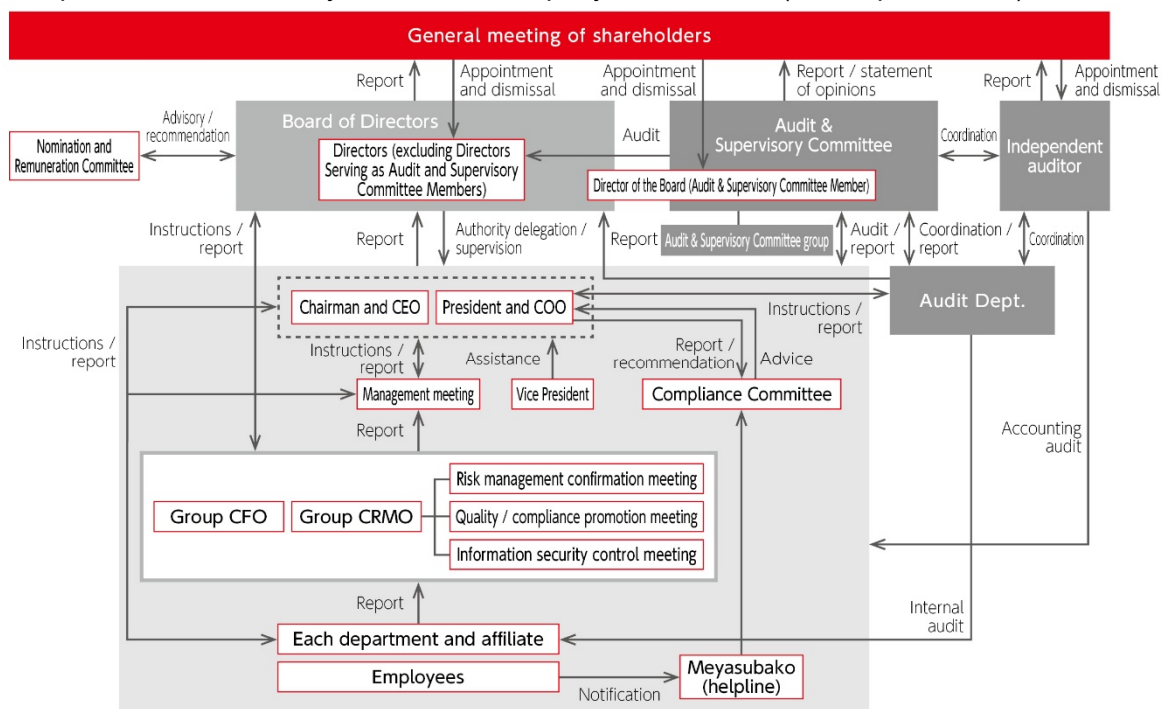 General meeting of shareholders
Report
Appointment
and dismissal
Appointment
and dismissal
Report / statement
of opinions
Report
Appointment
and dismissal
Nomination and
Remuneration Committee
Advisory /
recommendation
Board of Directors
Directors (excluding Directors
Serving as Audit and Supervisory
Committee Members)
Audit
Audit &
Supervisory Committee
Director of the Board (Audit & Supervisory Committee Member)
Coordination
Independent
auditor
Instructions /
report
Report
Authority delegation /
supervision
Report
Audit & Supervisory Committee group
Audit /
report
Coordination /
report
Coordination
Chairman and CEO
President and COO
Audit Dept.
Instructions /
report
Instructions /
report
Instructions /
report
Assistance
Report /
recommendation
Advice
Management meeting
Vice President
Compliance Committee
Report
Accounting
audit
Group CFO
Group CRMO
Risk management confirmation meeting
Quality / compliance promotion meeting
Information security control meeting
Report
Internal
audit
Each department and affiliate
Employees
Notification
Meyasubako
(helpline)